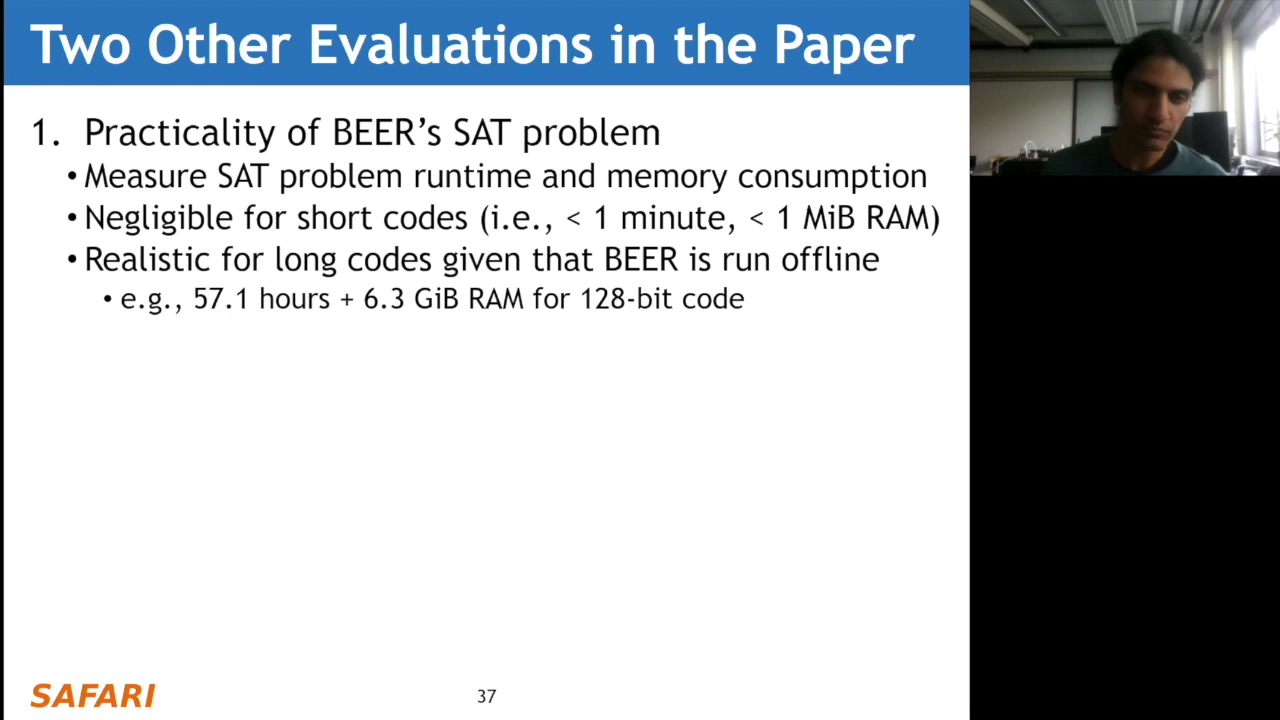 Two Other Evaluations in the Paper
1. Practicality of BEER's SAT problem
• Measure SAT problem runtime and memory consumption
• Negligible for short codes (i.e., < 1 minute, < 1 MiB RAM)
• Realistic for long codes given that BEER is run offline
• e.g., 57.1 hours + 6.3 GiB RAM for 128-bit code
SAFARI
37